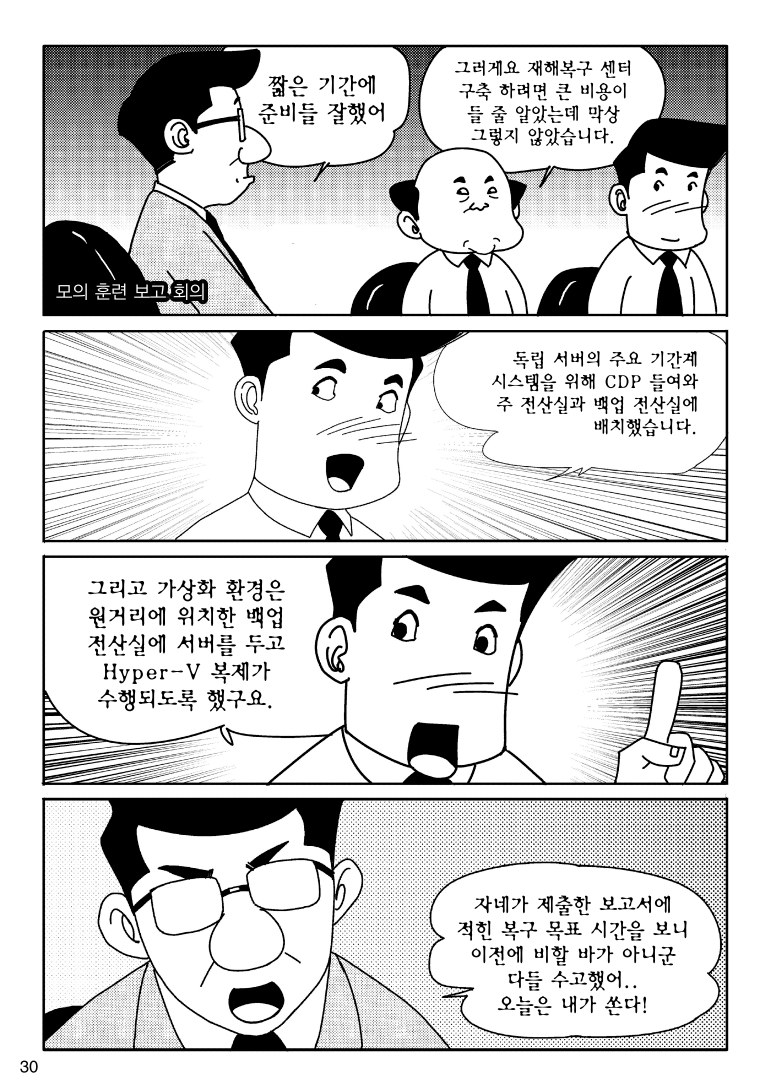 짧은 기간에
준비들 잘했어
그러게요 재해복구 센터
구축 하려면 큰 비용이
들 줄 알았는데 막상
그렇지 않았습니다.
모의 훈련 보고 회의
독립 서버의 주요 기간계
시스템을 위해 CDP 들여와
주 전산실과 백업 전산실에
배치했습니다.
그리고 가상화 환경은
원거리에 위치한 백업
전산실에 서버를 두고
Hyper-V 복제가
수행되도록 했구요.
자네가 제출한 보고서에
적힌 복구 목표 시간을 보니
이전에 비할 바가 아니군
다들 수고했어..
오늘은 내가 쏜다!
30